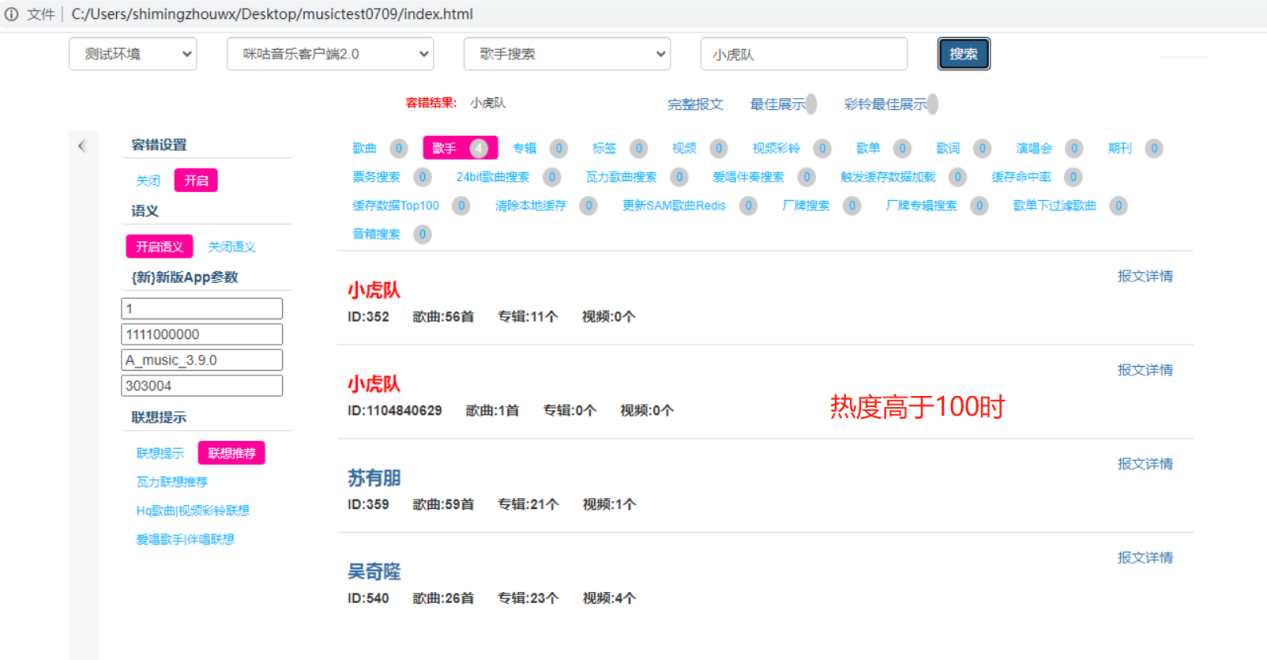 文件 | C:/Users/shimingzhouwx/Desktop/musictest0709/index.html
测试环境 咪咕音乐客户端2.0 歌手搜索 小虎队 搜索
容错结果: 小虎队 完整报文 最佳展示 彩铃最佳展示
容错设置
关闭 开启
语义
开启语义 关闭语义
{新}新版App参数
1
1111000000
A_music_3.9.0
303004
联想提示
联想提示 联想推荐
瓦力联想推荐
Hq歌曲|视频彩铃联想
爱唱歌手|伴唱联想
歌曲 0 歌手 4 专辑 0 标签 0 视频 0 视频彩铃 0 歌单 0 歌词 0 演唱会 0 期刊 0
票务搜索 0 24bit歌曲搜索 0 瓦力歌曲搜索 0 爱唱伴奏搜索 0 触发缓存数据加载 0 缓存命中率 0
缓存数据Top100 0 清除本地缓存 0 更新SAM歌曲Redis 0 厂牌搜索 0 厂牌专辑搜索 0 歌单下过滤歌曲 0
音箱搜索 0
小虎队 报文详情
ID:352 歌曲:56首 专辑:11个 视频:0个
小虎队 报文详情
ID:1104840629 歌曲:1首 专辑:0个 视频:0个 热度高于100时
苏有朋 报文详情
ID:359 歌曲:59首 专辑:21个 视频:1个
吴奇隆 报文详情
ID:540 歌曲:26首 专辑:23个 视频:4个